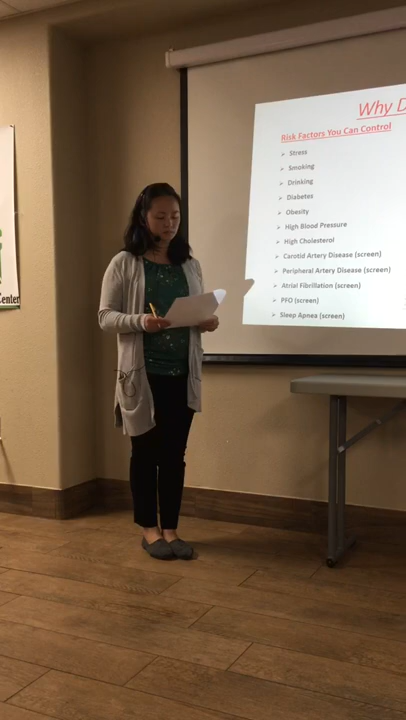 Why D
Risk Factors You Can Control
➢ Stress
➢ Smoking
➢ Drinking
➢ Diabetes
➢ Obesity
➢ High Blood Pressure
➢ High Cholesterol
➢ Carotid Artery Disease (screen)
➢ Peripheral Artery Disease (screen)
➢ Atrial Fibrillation (screen)
➢ PFO (screen)
➢ Sleep Apnea (screen)
Center